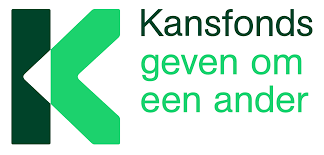 Kansfonds
geven om
een ander